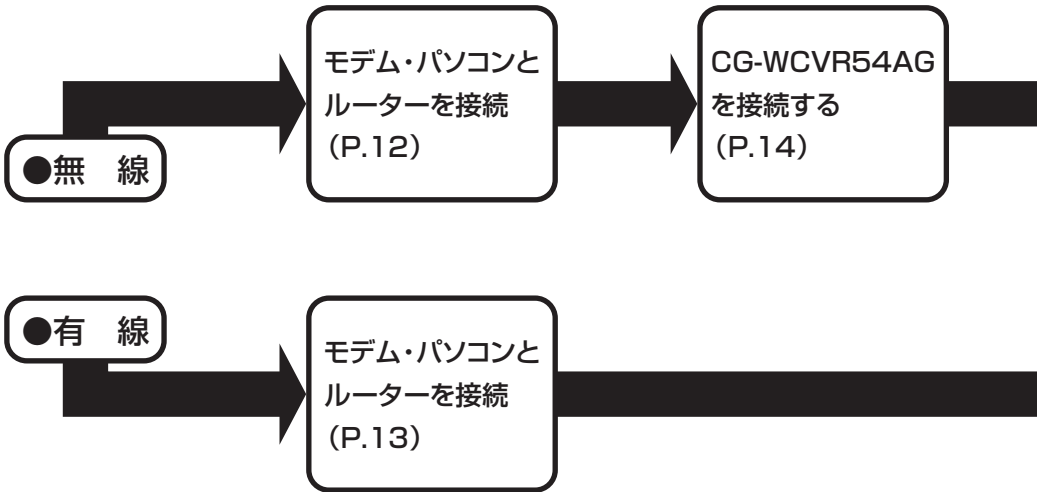 モデム・パソコンと
ルーターを接続
（P.12）
CG-WCVR54AG
を接続する
（P.14）
●無　線
●有　線
モデム・パソコンと
ルーターを接続
（P.13）